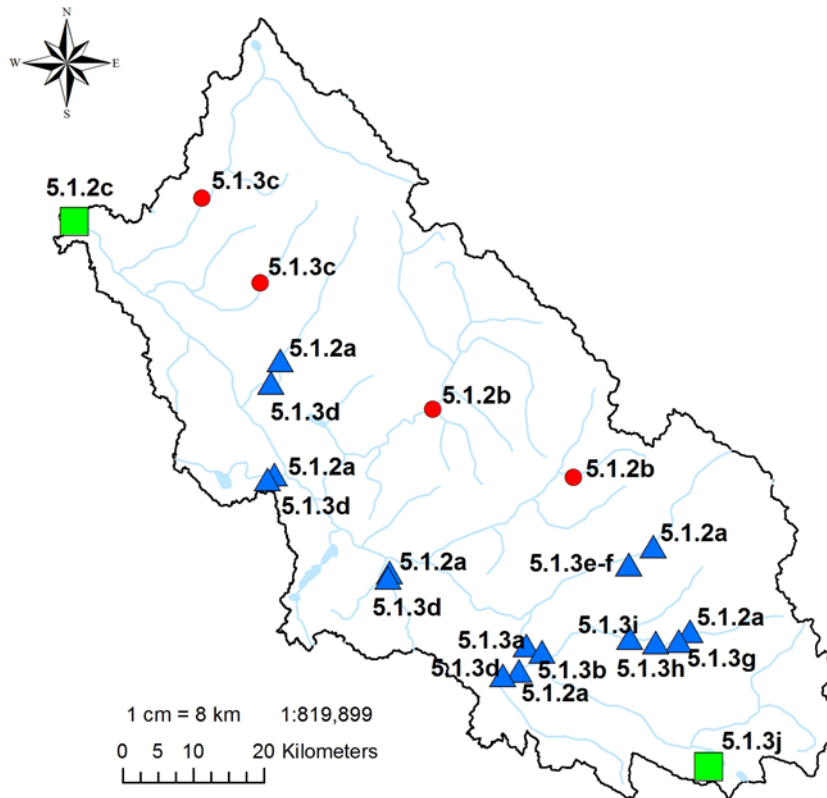 N
W E
S
5.1.2c
5.1.3c
5.1.3c
5.1.2a
5.1.3d
5.1.2b
5.1.2a
5.1.3d
5.1.2b
5.1.2a
5.1.3d
5.1.2a
5.1.3e-f
5.1.3a
5.1.3i
5.1.2a
5.1.3d
5.1.3b
5.1.3h
5.1.3g
5.1.2a
1 cm = 8 km 1:819,899
5.1.3j
0 5 10 20 Kilometers